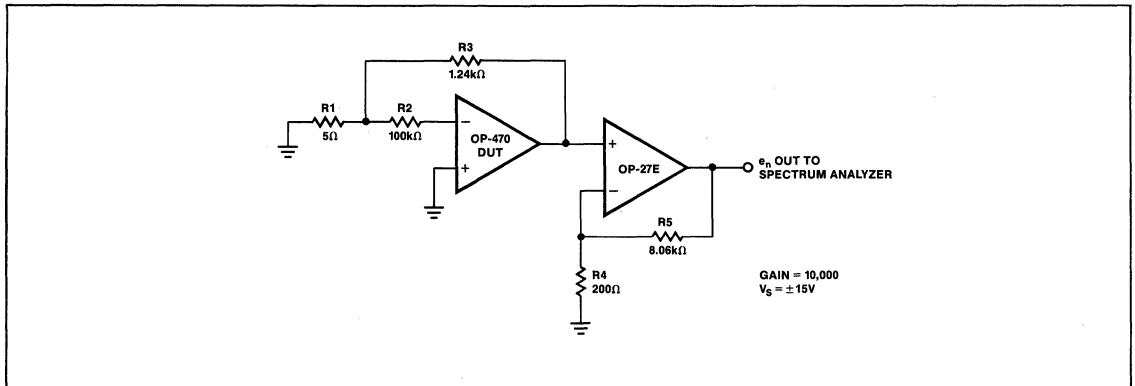 R3
1.24kΩ
R1
5Ω
R2
100kΩ
−
+
OP-470
DUT
+
−
OP-27E
en OUT TO
SPECTRUM ANALYZER
R5
8.06kΩ
R4
200Ω
GAIN = 10,000
VS = ±15V